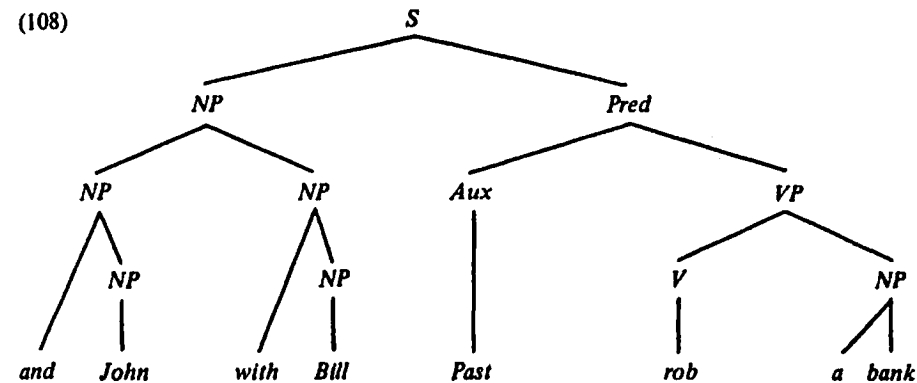 (108) S
NP Pred
NP NP Aux VP
NP NP V NP
and John with Bill Past rob a bank